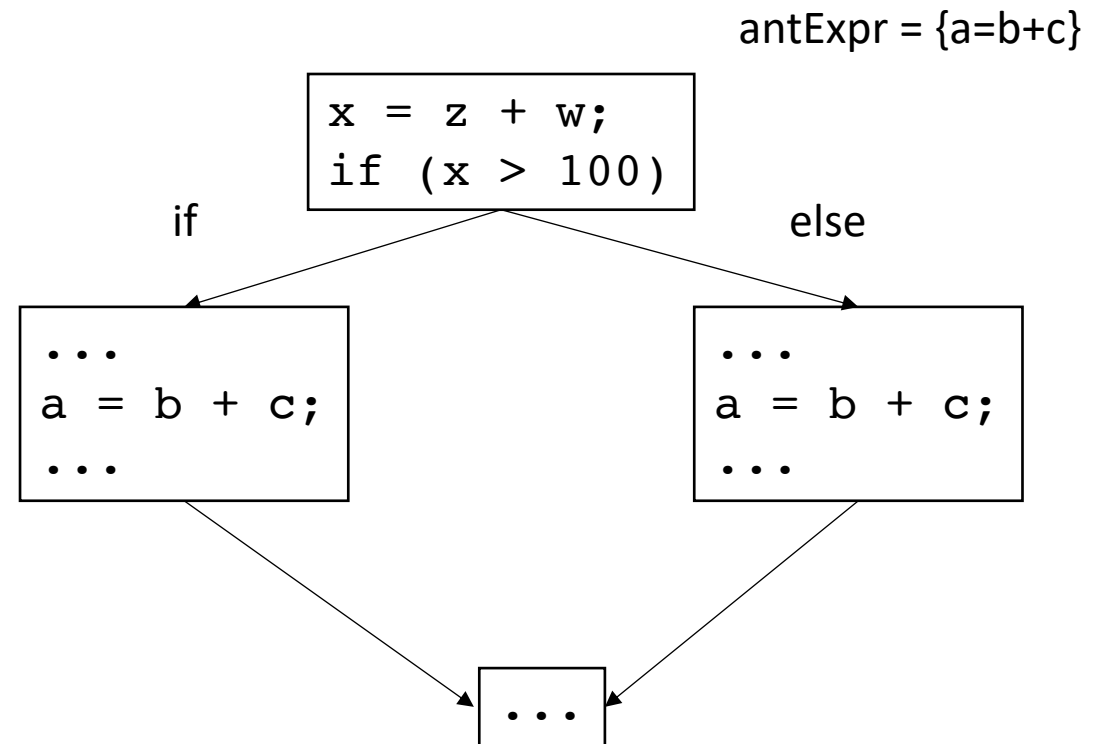 antExpr = {a=b+c}
x = z + w;
if (x > 100)
if
else
...
a = b + c;
...
...
a = b + c;
...
...